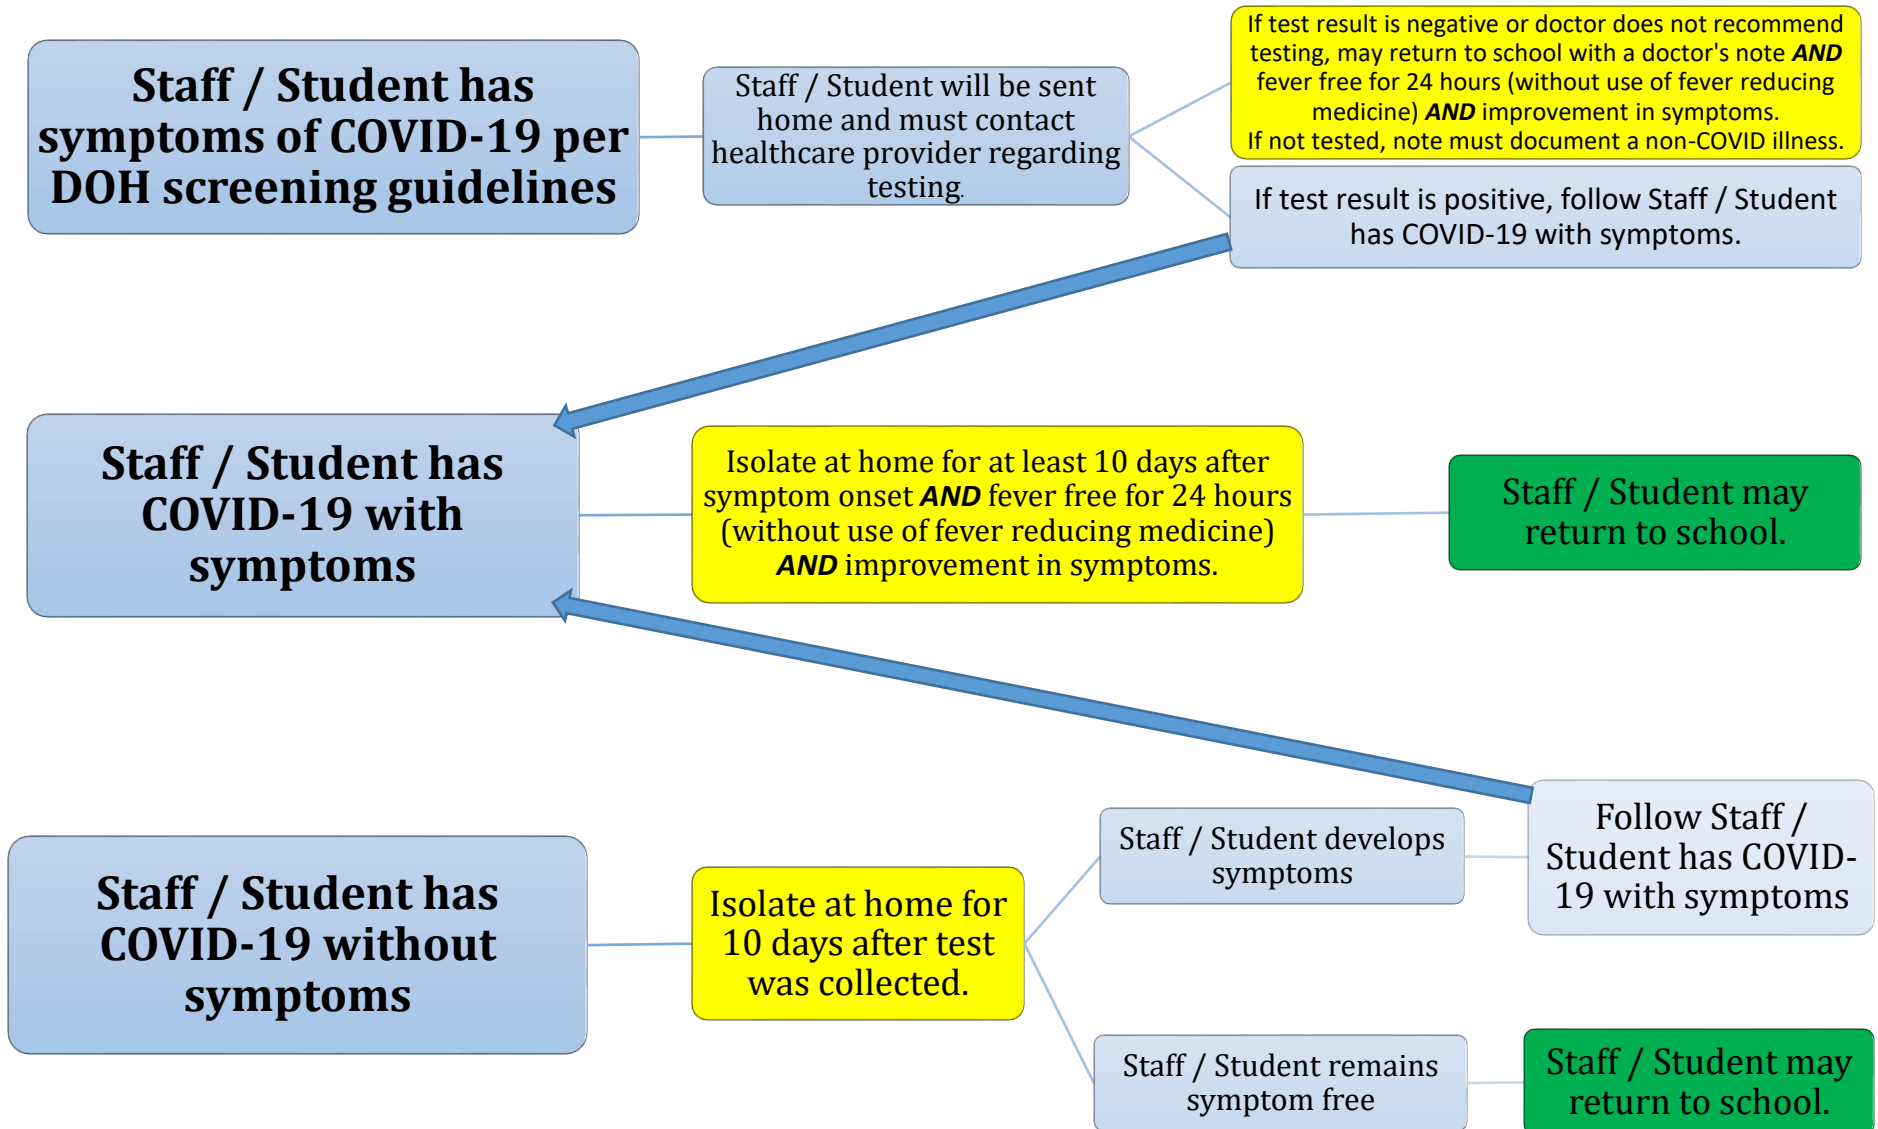 Staff / Student has
symptoms of COVID-19 per
DOH screening guidelines
Staff / Student will be sent
home and must contact
healthcare provider regarding
testing.
If test result is negative or doctor does not recommend
testing, may return to school with a doctor's note AND
fever free for 24 hours (without use of fever reducing
medicine) AND improvement in symptoms.
If not tested, note must document a non-COVID illness.
If test result is positive, follow Staff / Student
has COVID-19 with symptoms.
Staff / Student has
COVID-19 with
symptoms
Isolate at home for at least 10 days after
symptom onset AND fever free for 24 hours
(without use of fever reducing medicine)
AND improvement in symptoms.
Staff / Student may
return to school.
Staff / Student has
COVID-19 without
symptoms
Isolate at home for
10 days after test
was collected.
Staff / Student develops
symptoms
Follow Staff /
Student has COVID-
19 with symptoms
Staff / Student remains
symptom free
Staff / Student may
return to school.